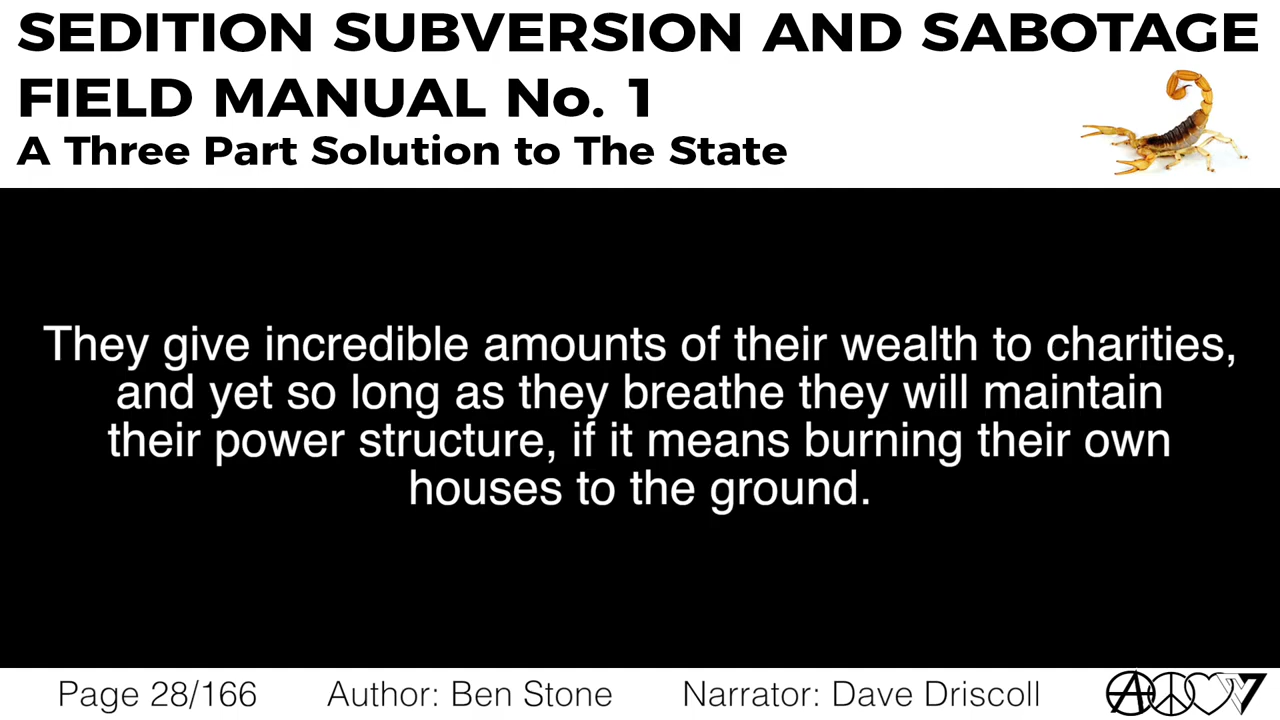 SEDITION SUBVERSION AND SABOTAGE
FIELD MANUAL No. 1
A Three Part Solution to The State
They give incredible amounts of their wealth to charities,
and yet so long as they breathe they will maintain
their power structure, if it means burning their own
houses to the ground.
Page 28/166 Author: Ben Stone Narrator: Dave Driscoll